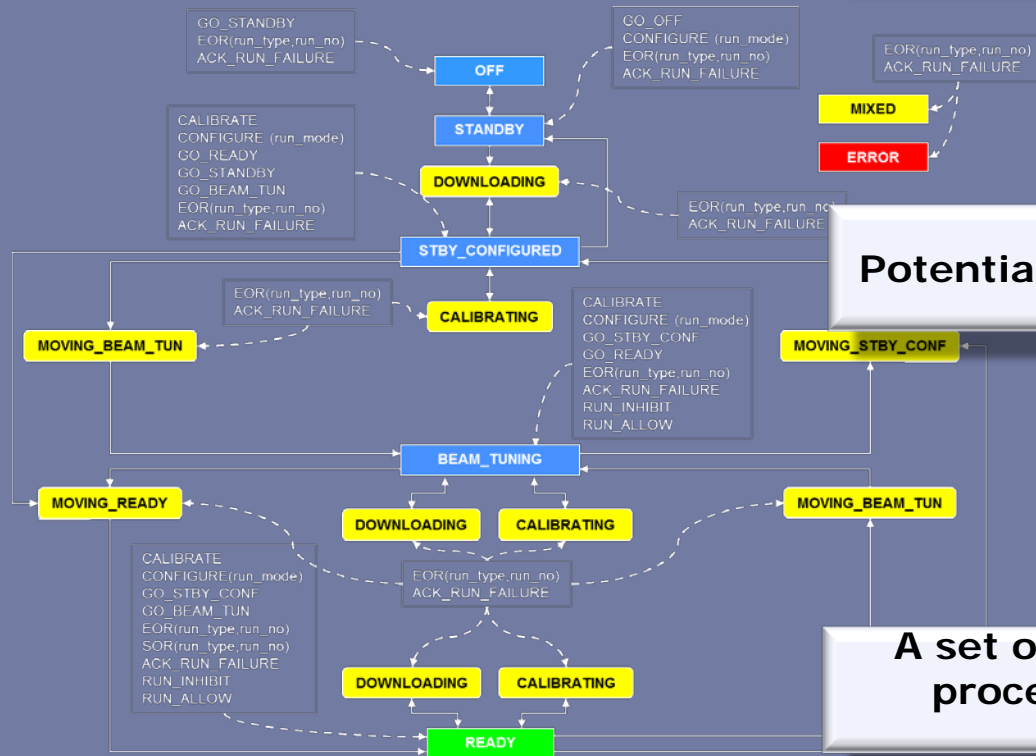 GO_STANDBY
EOR(run_type,run_no)
ACK_RUN_FAILURE
OFF
GO_OFF
CONFIGURE (run_mode)
EOR(run_type,run_no)
ACK_RUN_FAILURE
EOR(run_type,run_no)
ACK_RUN_FAILURE
MIXED
ERROR
STANDBY
CALIBRATE
CONFIGURE (run_mode)
GO_READY
GO_STANDBY
GO_BEAM_TUN
EOR(run_type,run_no)
ACK_RUN_FAILURE
DOWNLOADING
EOR(run_type,run_no)
ACK_RUN_FAILURE
STBY_CONFIGURED
Potentia
EOR(run_type,run_no)
ACK_RUN_FAILURE
CALIBRATING
CALIBRATE
CONFIGURE (run_mode)
GO_STBY_CONF
GO_READY
EOR(run_type,run_no)
ACK_RUN_FAILURE
RUN_INHIBIT
RUN_ALLOW
MOVING_BEAM_TUN
MOVING_STBY_CONF
BEAM_TUNING
MOVING_READY
DOWNLOADING
CALIBRATING
MOVING_BEAM_TUN
CALIBRATE
CONFIGURE(run_mode)
GO_STBY_CONF
GO_BEAM_TUN
EOR(run_type,run_no)
SOR(run_type,run_no)
ACK_RUN_FAILURE
RUN_INHIBIT
RUN_ALLOW
EOR(run_type,run_no)
ACK_RUN_FAILURE
DOWNLOADING
CALIBRATING
A set o
proce
READY